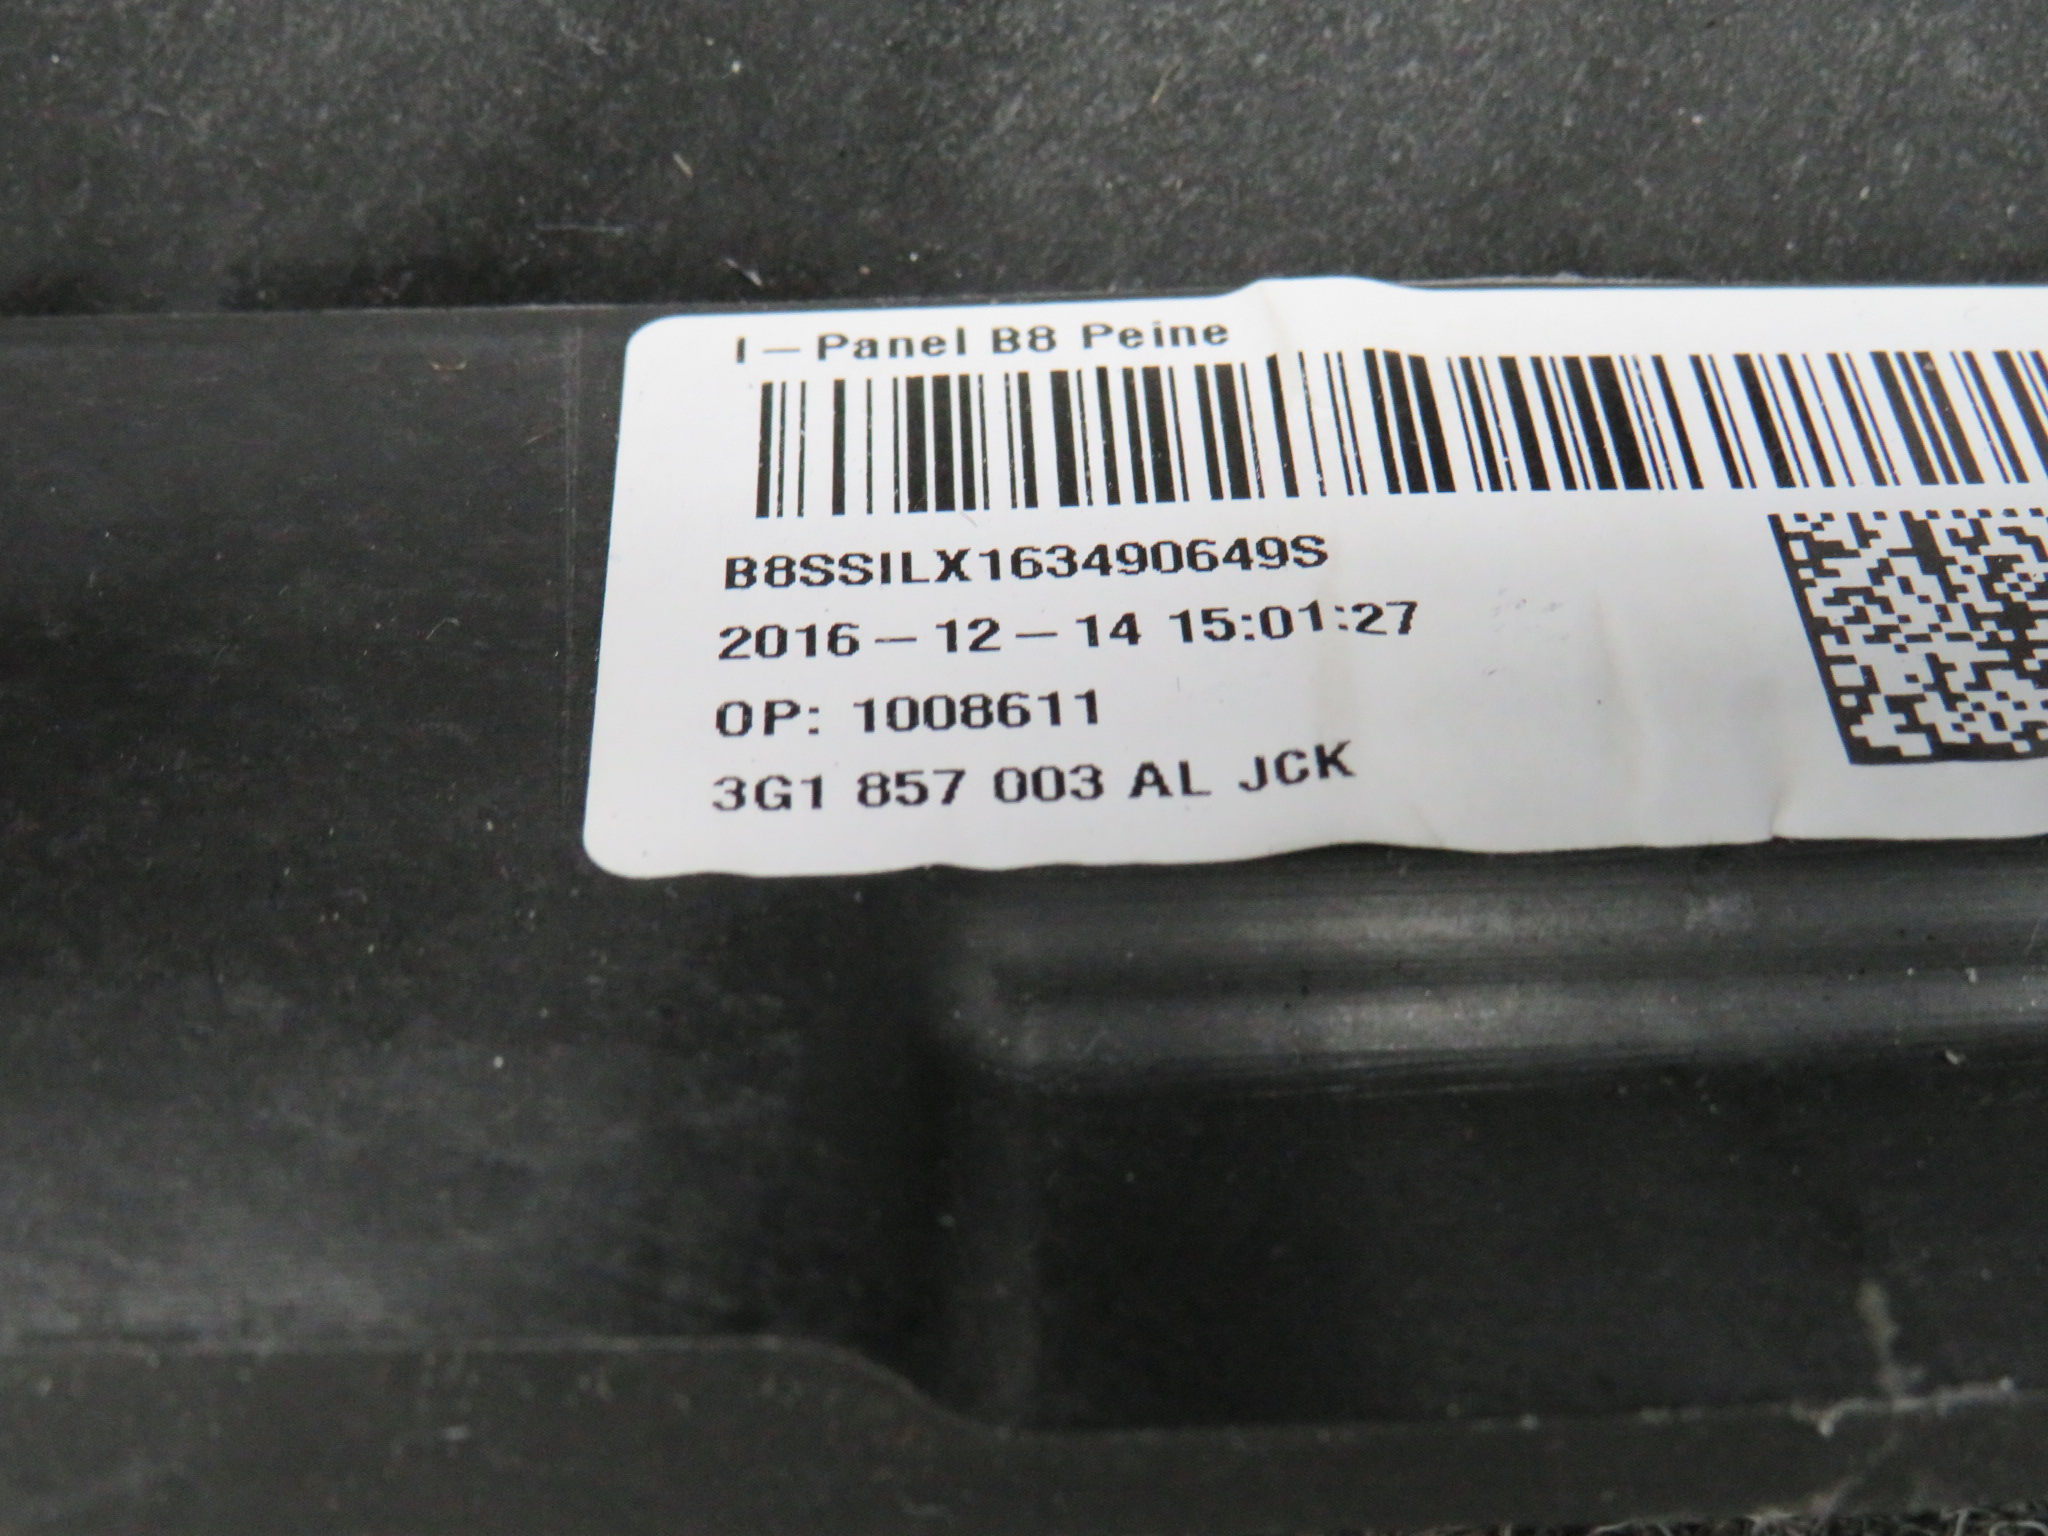 I-Panel B8 Peine
B8SSILX163490649S
2016-12-14 15:01:27
OP: 1008611
3G1 857 003 AL JCK